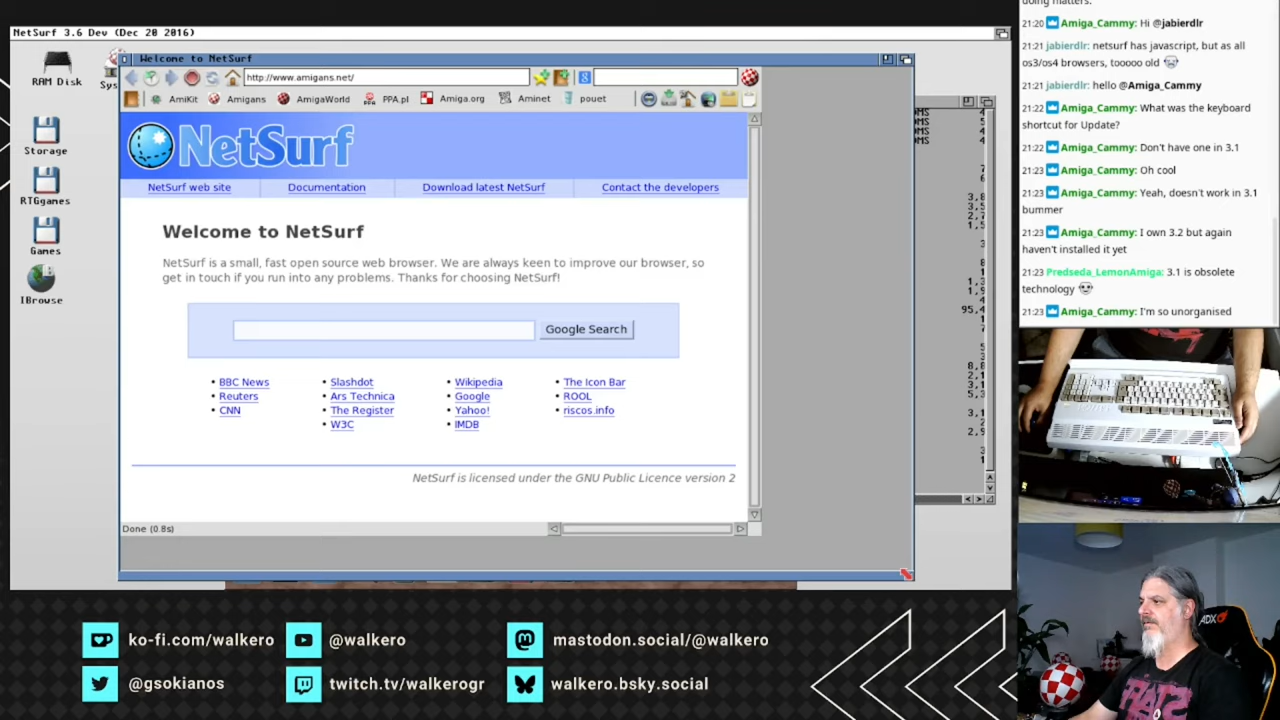 NetSurf 3.6 Dev (Dec 20 2016)
RAM Disk
Sys
Storage
RTGgames
Games
IBrowse
Welcome to NetSurf
http://www.amigans.net/
AmiKit
Amigans
AmigaWorld
PPA.pl
Amiga.org
Aminet
pouet
NetSurf
NetSurf web site
Documentation
Download latest NetSurf
Contact the developers
Welcome to NetSurf
NetSurf is a small, fast open source web browser. We are always keen to improve our browser, so
get in touch if you run into any problems. Thanks for choosing NetSurf!
Google Search
• BBC News
• Reuters
• CNN
• Slashdot
• Ars Technica
• The Register
• W3C
• Wikipedia
• Google
• Yahoo!
• IMDB
• The Icon Bar
• ROOL
• riscos.info
NetSurf is licensed under the GNU Public Licence version 2
Done (0.8s)
doing matters.
21:20 Amiga_Cammy: Hi @jabierdlr
21:21 jabierdlr: netsurf has javascript, but as all
os3/os4 browsers, tooooo old
21:21 jabierdlr: hello @Amiga_Cammy
21:22 Amiga_Cammy: What was the keyboard
shortcut for Update?
21:22 Amiga_Cammy: Don't have one in 3.1
21:23 Amiga_Cammy: Oh cool
21:23 Amiga_Cammy: Yeah, doesn't work in 3.1
bummer
21:23 Amiga_Cammy: I own 3.2 but again
haven't installed it yet
21:23 Predseda_LemonAmiga: 3.1 is obsolete
technology
21:23 Amiga_Cammy: I'm so unorganised
ADX
ko-fi.com/walkero
@walkero
mastodon.social/@walkero
@gsokianos
twitch.tv/walkerogr
walkero.bsky.social